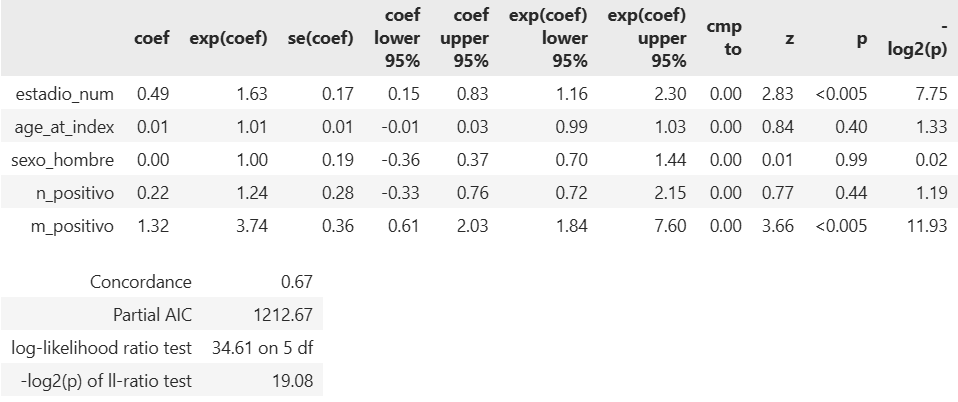 coef exp(coef) se(coef) coef lower 95% coef upper 95% exp(coef) lower 95% exp(coef) upper 95% cmp to z p -log2(p)
estadio_num 0.49 1.63 0.17 0.15 0.83 1.16 2.30 0.00 2.83 <0.005 7.75
age_at_index 0.01 1.01 0.01 -0.01 0.03 0.99 1.03 0.00 0.84 0.40 1.33
sexo_hombre 0.00 1.00 0.19 -0.36 0.37 0.70 1.44 0.00 0.01 0.99 0.02
n_positivo 0.22 1.24 0.28 -0.33 0.76 0.72 2.15 0.00 0.77 0.44 1.19
m_positivo 1.32 3.74 0.36 0.61 2.03 1.84 7.60 0.00 3.66 <0.005 11.93
Concordance 0.67
Partial AIC 1212.67
log-likelihood ratio test 34.61 on 5 df
-log2(p) of ll-ratio test 19.08